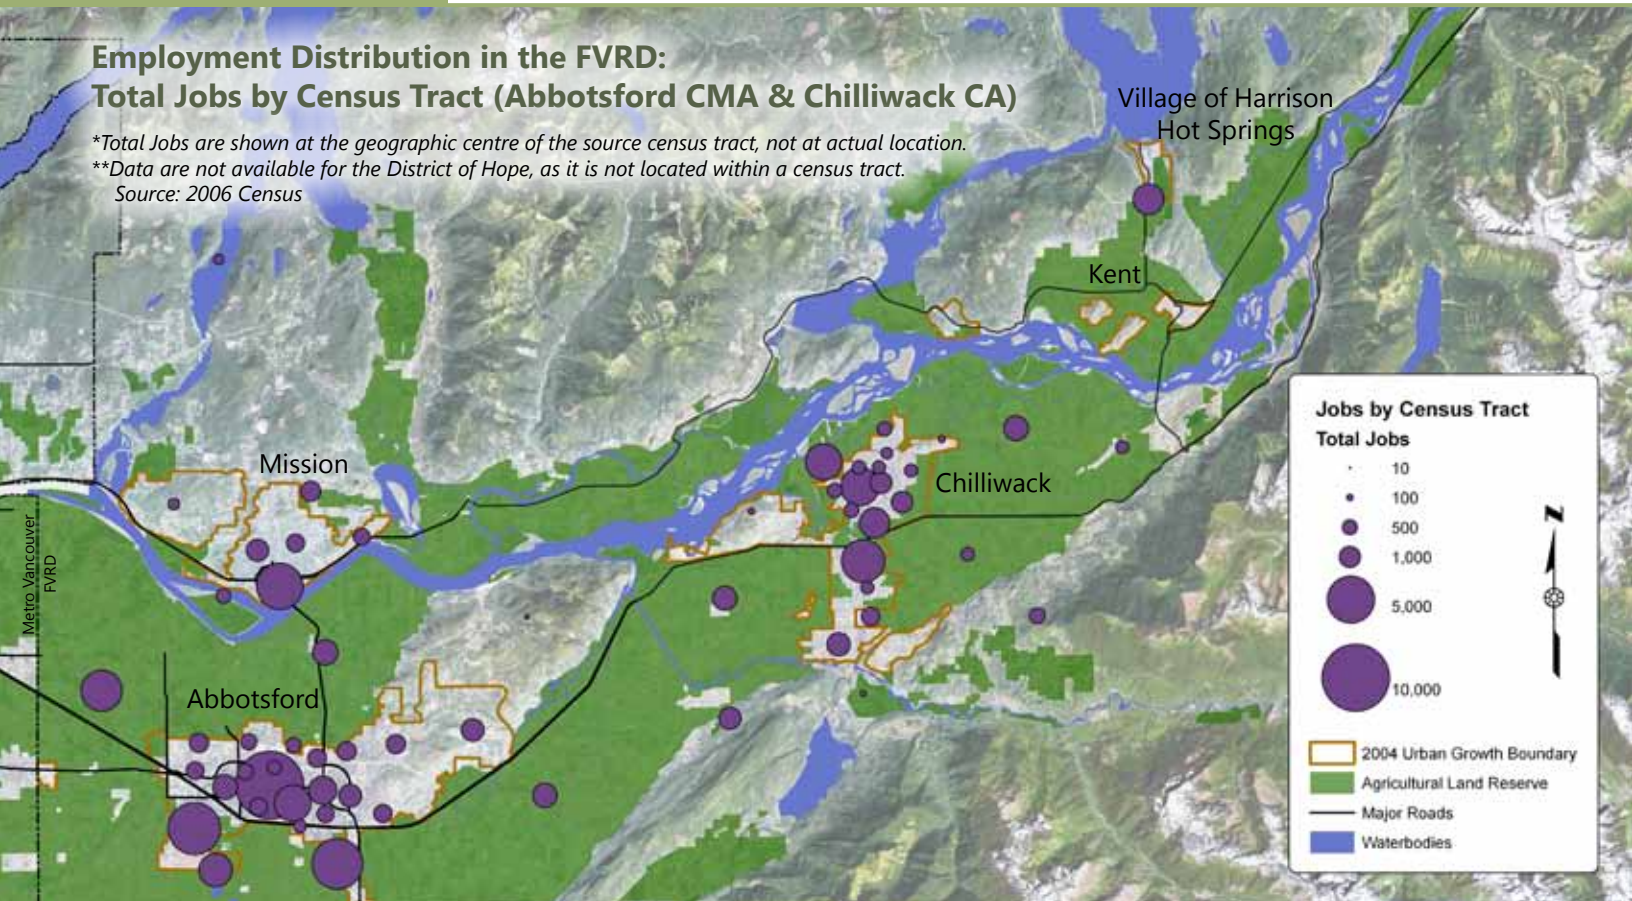 Employment Distribution in the FVRD:
Total Jobs by Census Tract (Abbotsford CMA & Chilliwack CA)
*Total Jobs are shown at the geographic centre of the source census tract, not at actual location.
**Data are not available for the District of Hope, as it is not located within a census tract.
Source: 2006 Census
Village of Harrison
Hot Springs
Kent
Mission
Chilliwack
Metro Vancouver
FVRD
Abbotsford
7
Jobs by Census Tract
Total Jobs
10
100
500
1,000
5,000
10,000
N
2004 Urban Growth Boundary
Agricultural Land Reserve
Major Roads
Waterbodies